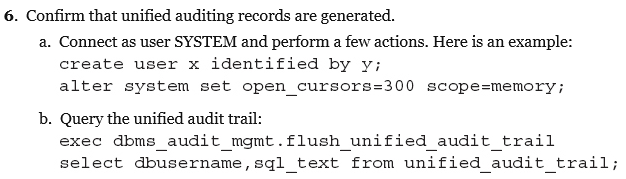 6. Confirm that unified auditing records are generated.
a. Connect as user SYSTEM and perform a few actions. Here is an example:
create user x identified by y;
alter system set open_cursors=300 scope=memory;
b. Query the unified audit trail:
exec dbms_audit_mgmt.flush_unified_audit_trail
select dbusername,sql_text from unified_audit_trail;